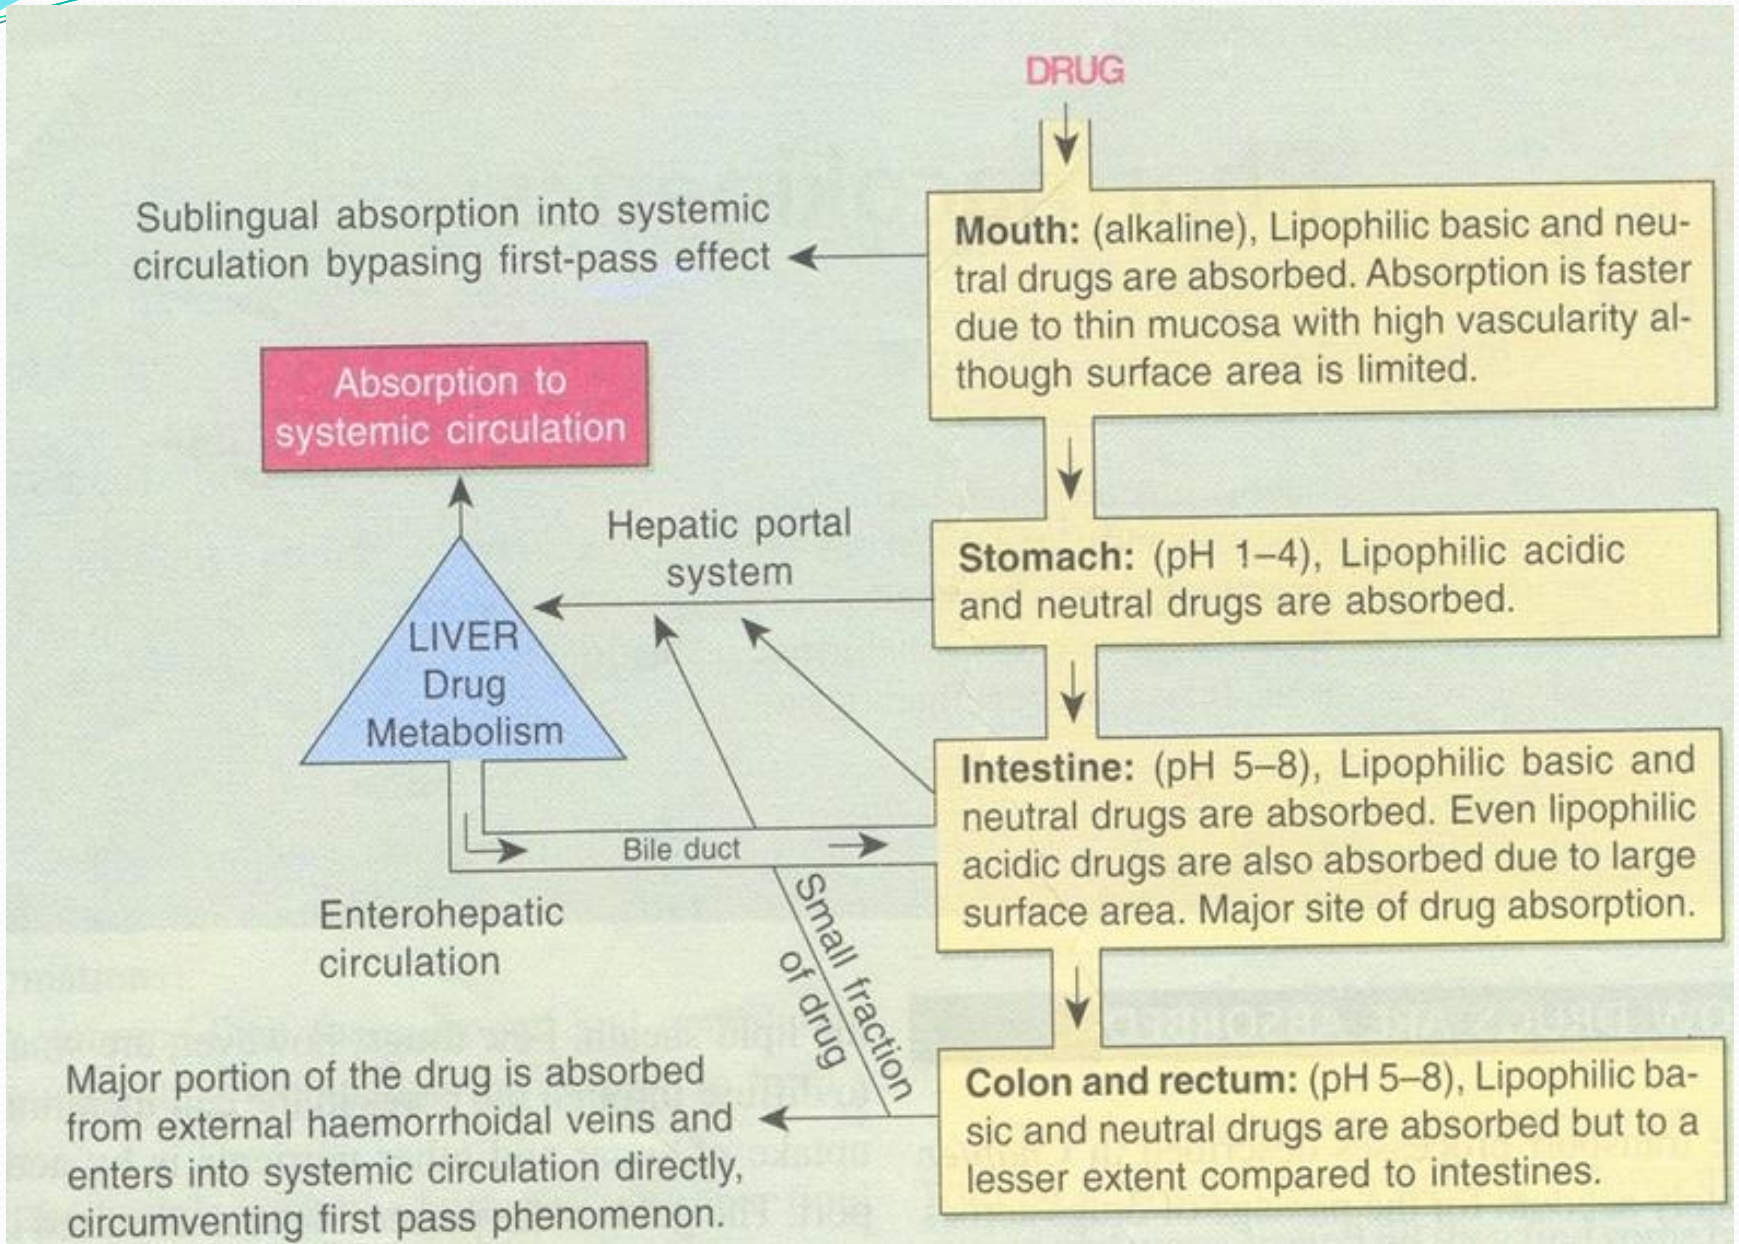 DRUG
Sublingual absorption into systemic
circulation bypasing first-pass effect
Mouth: (alkaline), Lipophilic basic and neu-
tral drugs are absorbed. Absorption is faster
due to thin mucosa with high vascularity al-
though surface area is limited.
Absorption to
systemic circulation
Hepatic portal
system
Stomach: (pH 1–4), Lipophilic acidic
and neutral drugs are absorbed.
LIVER
Drug
Metabolism
Intestine: (pH 5–8), Lipophilic basic and
neutral drugs are absorbed. Even lipophilic
acidic drugs are also absorbed due to large
surface area. Major site of drug absorption.
Bile duct
Enterohepatic
circulation
Small fraction
of drug
Colon and rectum: (pH 5–8), Lipophilic ba-
sic and neutral drugs are absorbed but to a
lesser extent compared to intestines.
Major portion of the drug is absorbed
from external haemorrhoidal veins and
enters into systemic circulation directly,
circumventing first pass phenomenon.